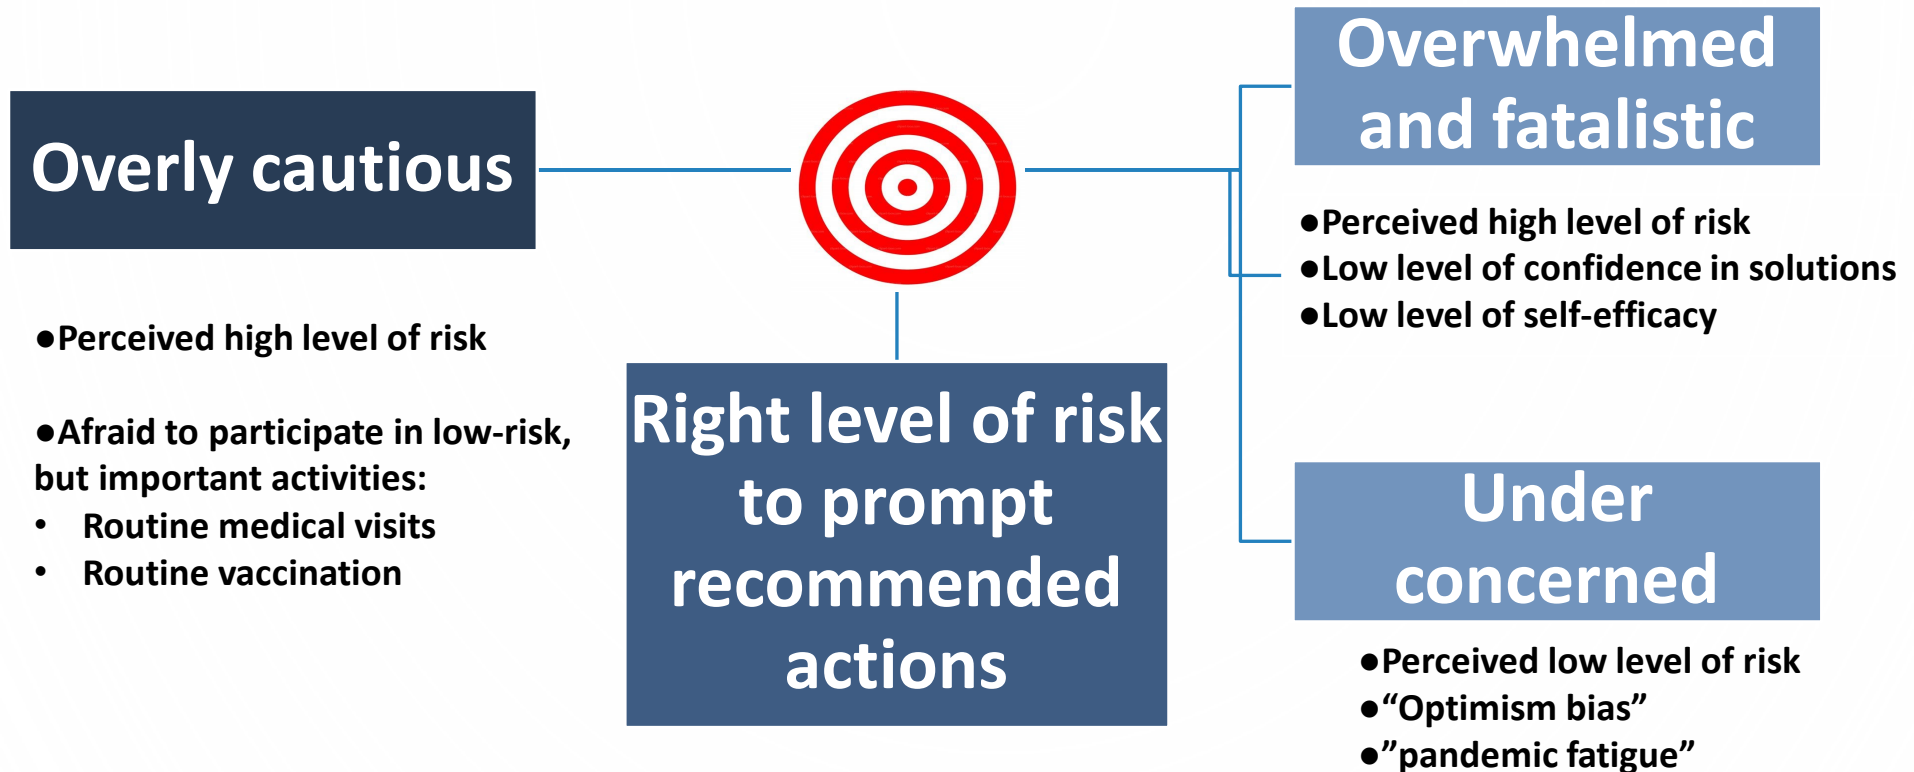 Overly cautious
●Perceived high level of risk
●Afraid to participate in low-risk,
but important activities:
• Routine medical visits
• Routine vaccination
Right level of risk
to prompt
recommended
actions
Overwhelmed
and fatalistic
●Perceived high level of risk
●Low level of confidence in solutions
●Low level of self-efficacy
Under
concerned
●Perceived low level of risk
●“Optimism bias”
●”pandemic fatigue”